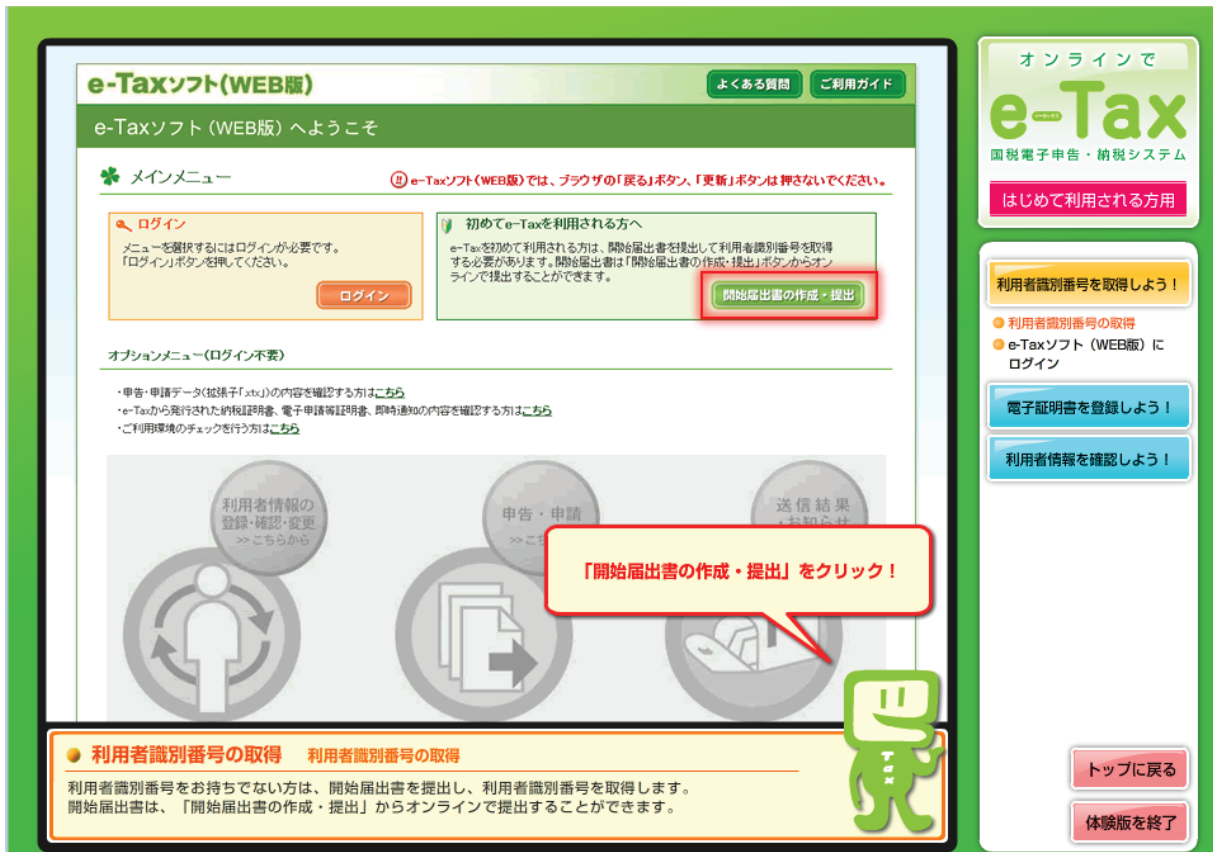 e-Taxソフト(WEB版)
よくある質問
ご利用ガイド
e-Taxソフト（WEB版）へようこそ
メインメニュー
e-Taxソフト(WEB版)では、ブラウザの「戻る」ボタン、「更新」ボタンは押さないでください。
ログイン
メニューを選択するにはログインが必要です。
「ログイン」ボタンを押してください。
ログイン
初めてe-Taxを利用される方へ
e-Taxを初めて利用される方は、開始届出書を提出して利用者識別番号を取得
する必要があります。開始届出書は「開始届出書の作成・提出」ボタンからオン
ラインで提出することができます。
開始届出書の作成・提出
オプションメニュー(ログイン不要)
・申告・申請データ(拡張子「.xtx」)の内容を確認する方はこちら
・e-Taxから発行された納税証明書、電子申請等証明書、即時通知の内容を確認する方はこちら
・ご利用環境のチェックを行う方はこちら
利用者情報の
登録・確認・変更
>>こちらから
申告・申請
>>こち
送信結果
・お知らせ
「開始届出書の作成・提出」をクリック！
Tax
利用者識別番号の取得 利用者識別番号の取得
利用者識別番号をお持ちでない方は、開始届出書を提出し、利用者識別番号を取得します。
開始届出書は、「開始届出書の作成・提出」からオンラインで提出することができます。
オンラインで
e-Tax
国税電子申告・納税システム
はじめて利用される方用
利用者識別番号を取得しよう！
利用者識別番号の取得
e-Taxソフト（WEB版）に
ログイン
電子証明書を登録しよう！
利用者情報を確認しよう！
トップに戻る
体験版を終了